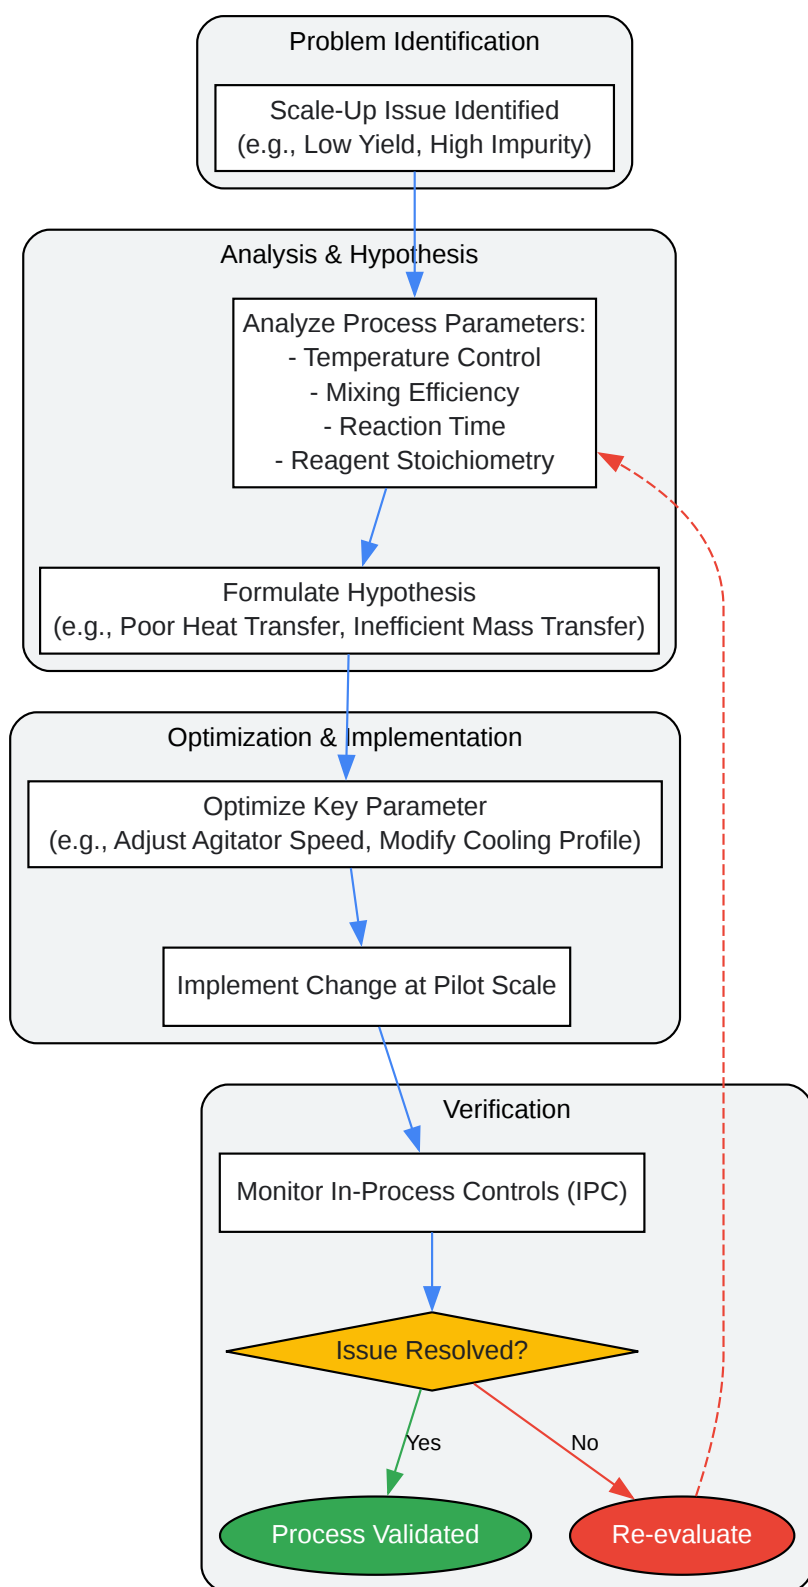 Problem Identification
Scale-Up Issue Identified
(e.g., Low Yield, High Impurity)
Analysis & Hypothesis
Analyze Process Parameters:
- Temperature Control
- Mixing Efficiency
- Reaction Time
- Reagent Stoichiometry
Formulate Hypothesis
(e.g., Poor Heat Transfer, Inefficient Mass Transfer)
Optimization & Implementation
Optimize Key Parameter
(e.g., Adjust Agitator Speed, Modify Cooling Profile)
Implement Change at Pilot Scale
Verification
Monitor In-Process Controls (IPC)
Issue Resolved?
Yes
No
Process Validated
Re-evaluate